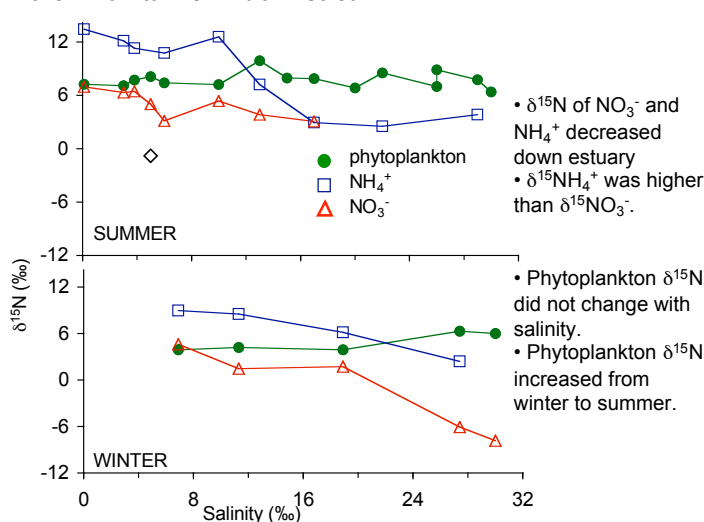 12
6
0
-6
-12
phytoplankton
NH₄⁺
NO₃⁻
SUMMER
• δ¹⁵N of NO₃⁻ and
NH₄⁺ decreased
down estuary
• δ¹⁵NH₄⁺ was higher
than δ¹⁵NO₃⁻.
δ¹⁵N (‰)
12
6
0
-6
-12
WINTER
0
8
16
24
32
Salinity (‰)
• Phytoplankton δ¹⁵N
did not change with
salinity.
• Phytoplankton δ¹⁵N
increased from
winter to summer.